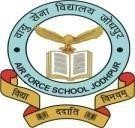 वायु सेना विद्यालय जोधपुर
AIR FORCE SCHOOL JODHPUR
विद्या ददाति विनयम्